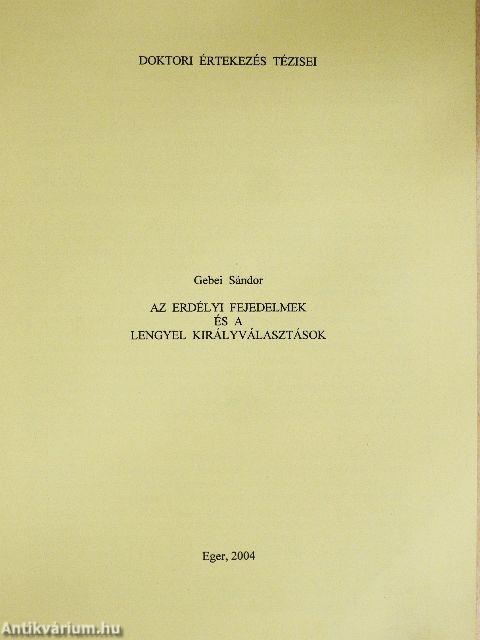 DOKTORI ÉRTEKEZÉS TÉZISEI
Gebei Sándor
AZ ERDÉLYI FEJEDELMEK
ÉS A
LENGYEL KIRÁLYVÁLASZTÁSOK
Eger, 2004
Antikvárium.hu